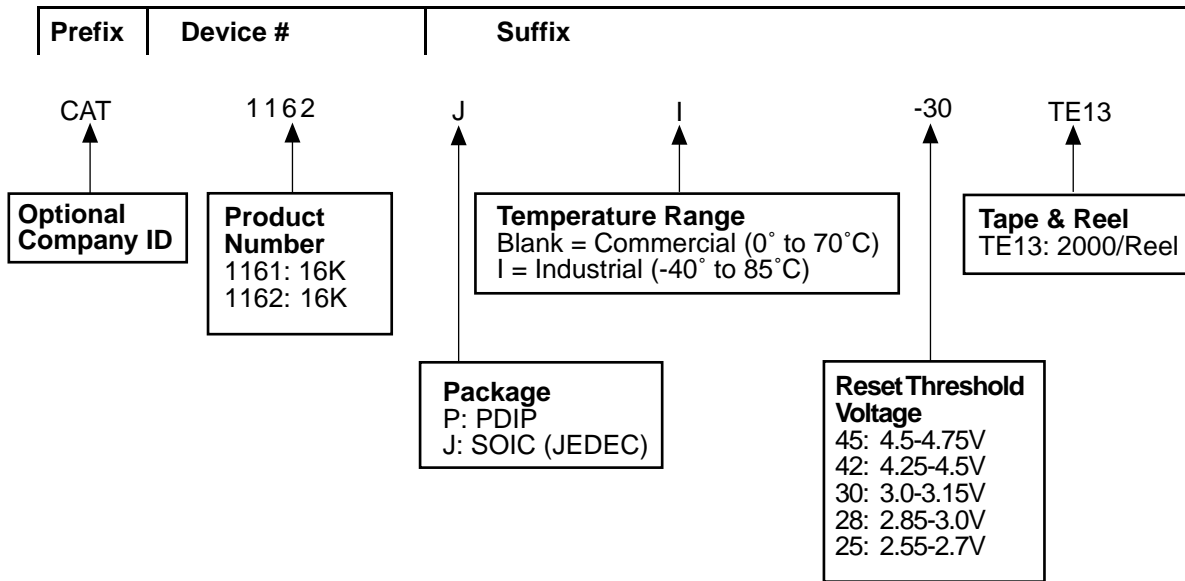 Prefix Device # Suffix
CAT 1162 J I -30 TE13
Optional
Company ID
Product
Number
1161: 16K
1162: 16K
Temperature Range
Blank = Commercial (0˚ to 70˚C)
I = Industrial (-40˚ to 85˚C)
Tape & Reel
TE13: 2000/Reel
Package
P: PDIP
J: SOIC (JEDEC)
Reset Threshold
Voltage
45: 4.5-4.75V
42: 4.25-4.5V
30: 3.0-3.15V
28: 2.85-3.0V
25: 2.55-2.7V